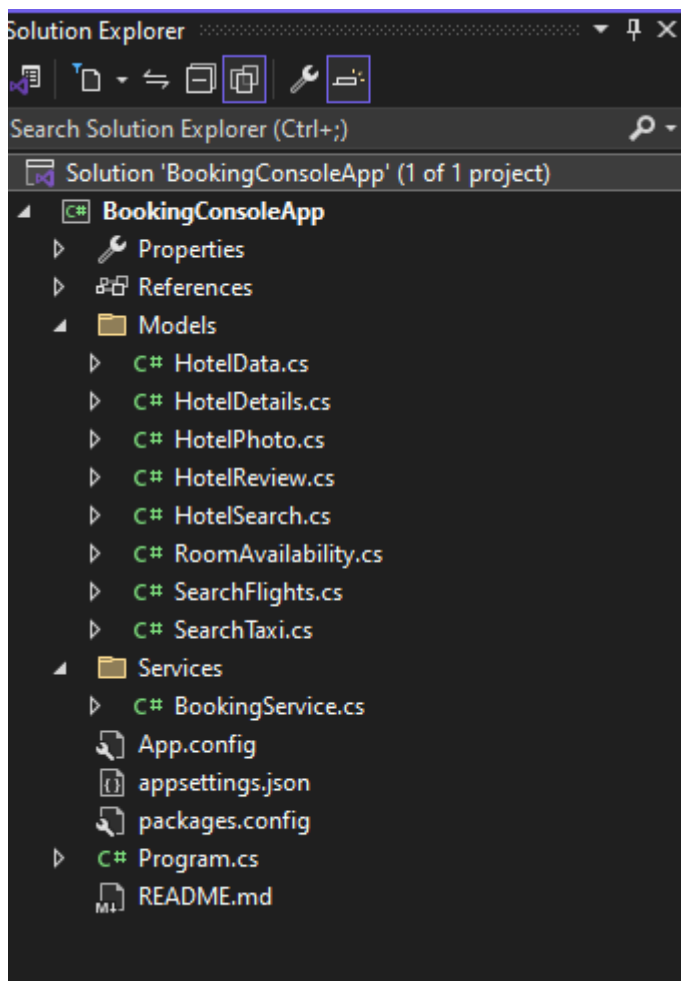 Solution Explorer
Search Solution Explorer (Ctrl+;)
Solution 'BookingConsoleApp' (1 of 1 project)
C# BookingConsoleApp
Properties
References
Models
C# HotelData.cs
C# HotelDetails.cs
C# HotelPhoto.cs
C# HotelReview.cs
C# HotelSearch.cs
C# RoomAvailability.cs
C# SearchFlights.cs
C# SearchTaxi.cs
Services
C# BookingService.cs
App.config
appsettings.json
packages.config
C# Program.cs
README.md